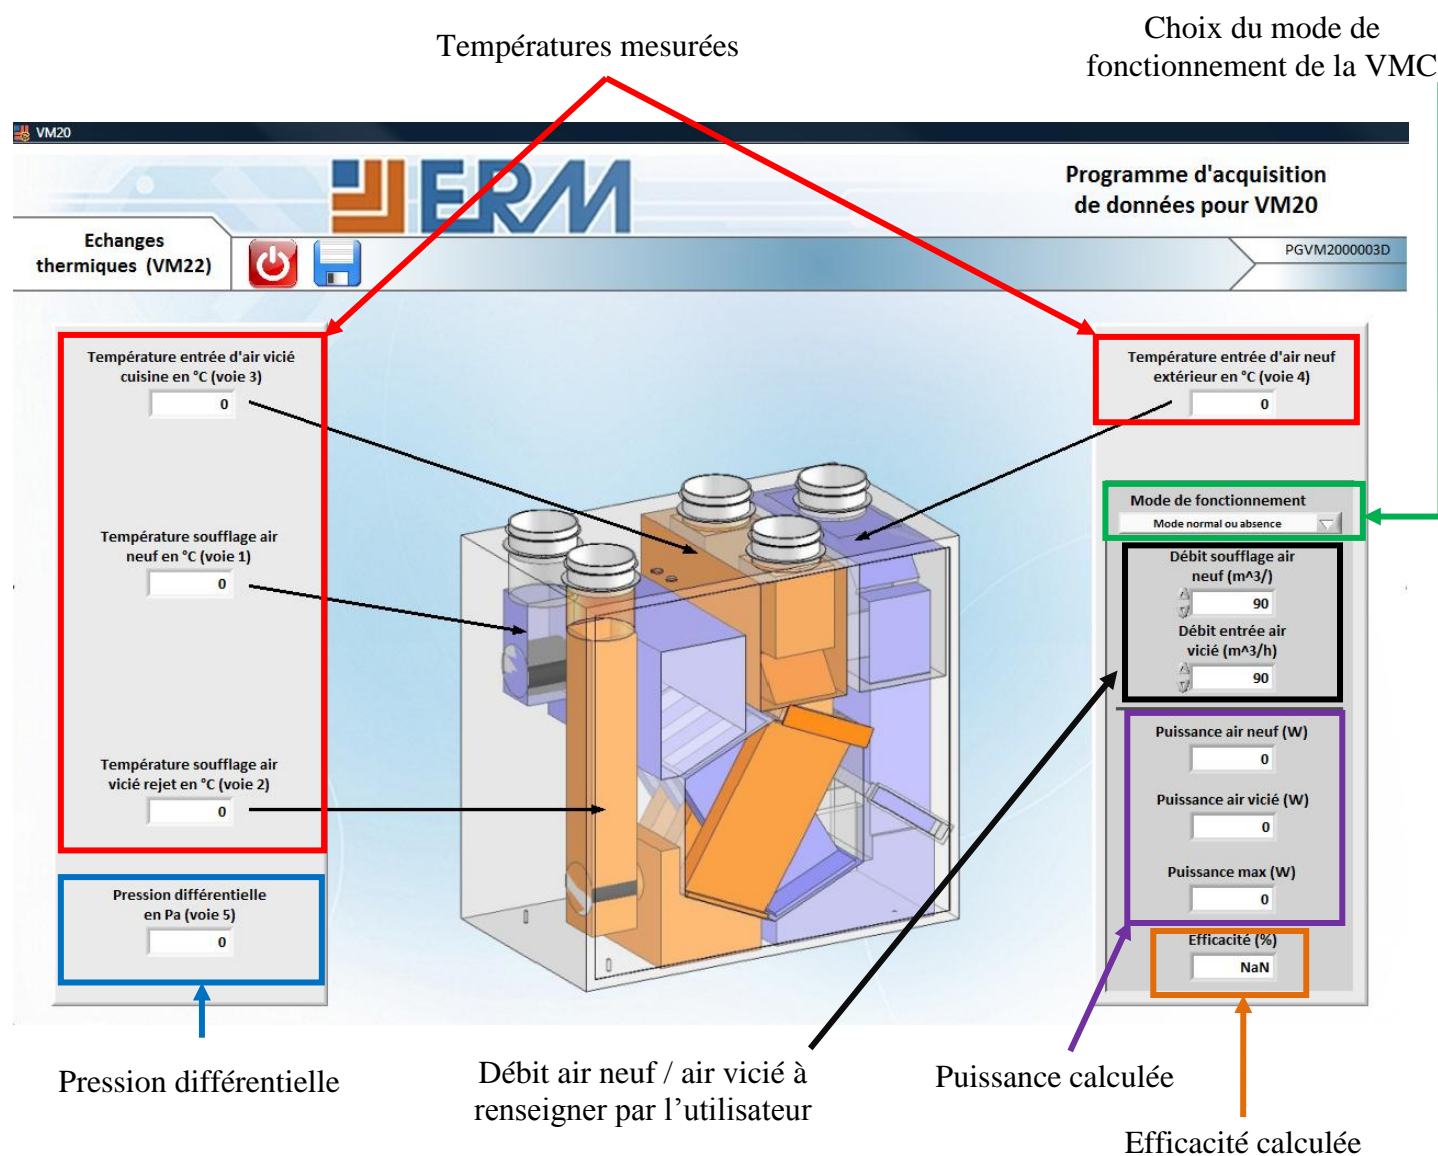 Températures mesurées
Choix du mode de
fonctionnement de la VMC
VM20
ERM
Programme d'acquisition
de données pour VM20
Echanges
thermiques (VM22)
PGVM2000003D
Température entrée d'air vicié
cuisine en °C (voie 3)
0
Température soufflage air
neuf en °C (voie 1)
0
Température soufflage air
vicié rejet en °C (voie 2)
0
Pression différentielle
en Pa (voie 5)
0
Température entrée d'air neuf
extérieur en °C (voie 4)
0
Mode de fonctionnement
Mode normal ou absence
Débit soufflage air
neuf (m^3/)
90
Débit entrée air
vicié (m^3/h)
90
Puissance air neuf (W)
0
Puissance air vicié (W)
0
Puissance max (W)
0
Efficacité (%)
NaN
Pression différentielle
Débit air neuf / air vicié à
renseigner par l’utilisateur
Puissance calculée
Efficacité calculée